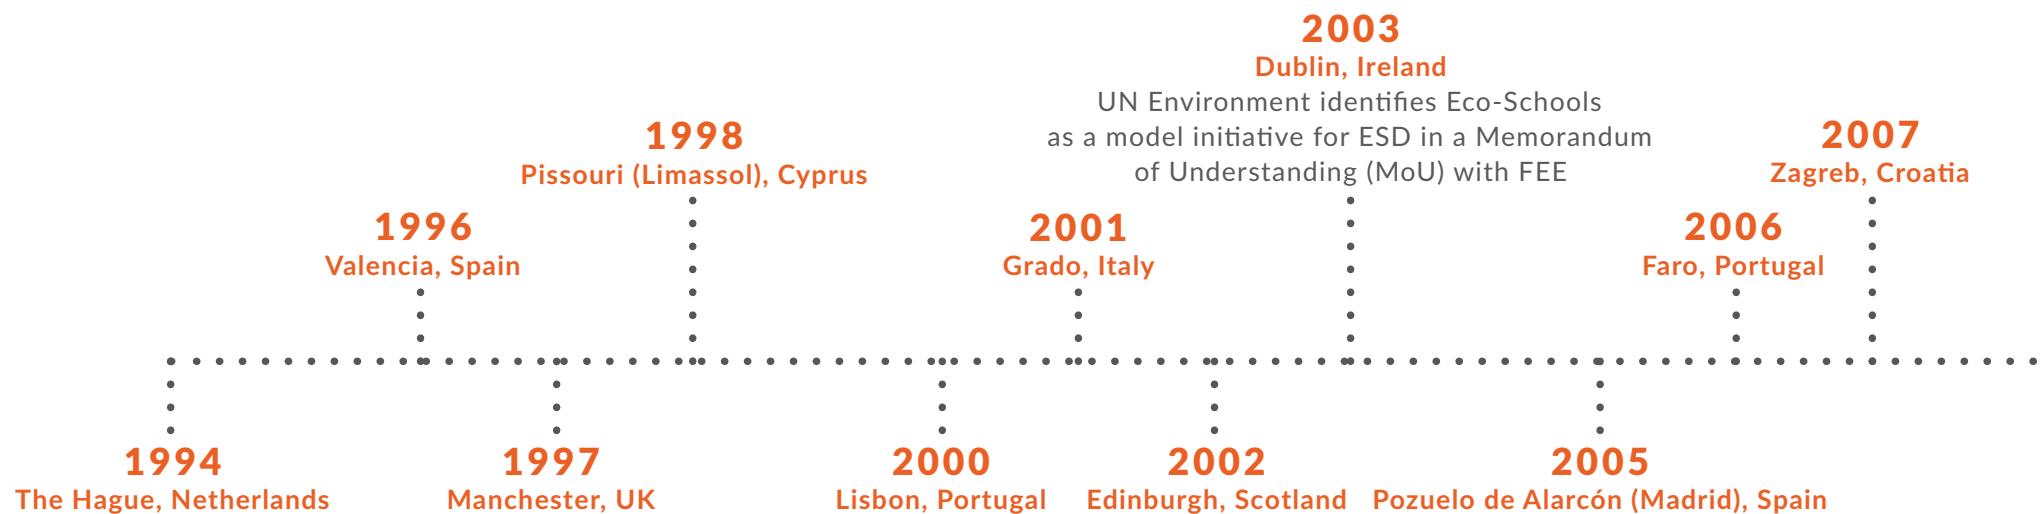 1994
The Hague, Netherlands
1996
Valencia, Spain
1997
Manchester, UK
1998
Pissouri (Limassol), Cyprus
2000
Lisbon, Portugal
2001
Grado, Italy
2002
Edinburgh, Scotland
2003
Dublin, Ireland
UN Environment identifies Eco-Schools
as a model initiative for ESD in a Memorandum
of Understanding (MoU) with FEE
2005
Pozuelo de Alarcón (Madrid), Spain
2006
Faro, Portugal
2007
Zagreb, Croatia